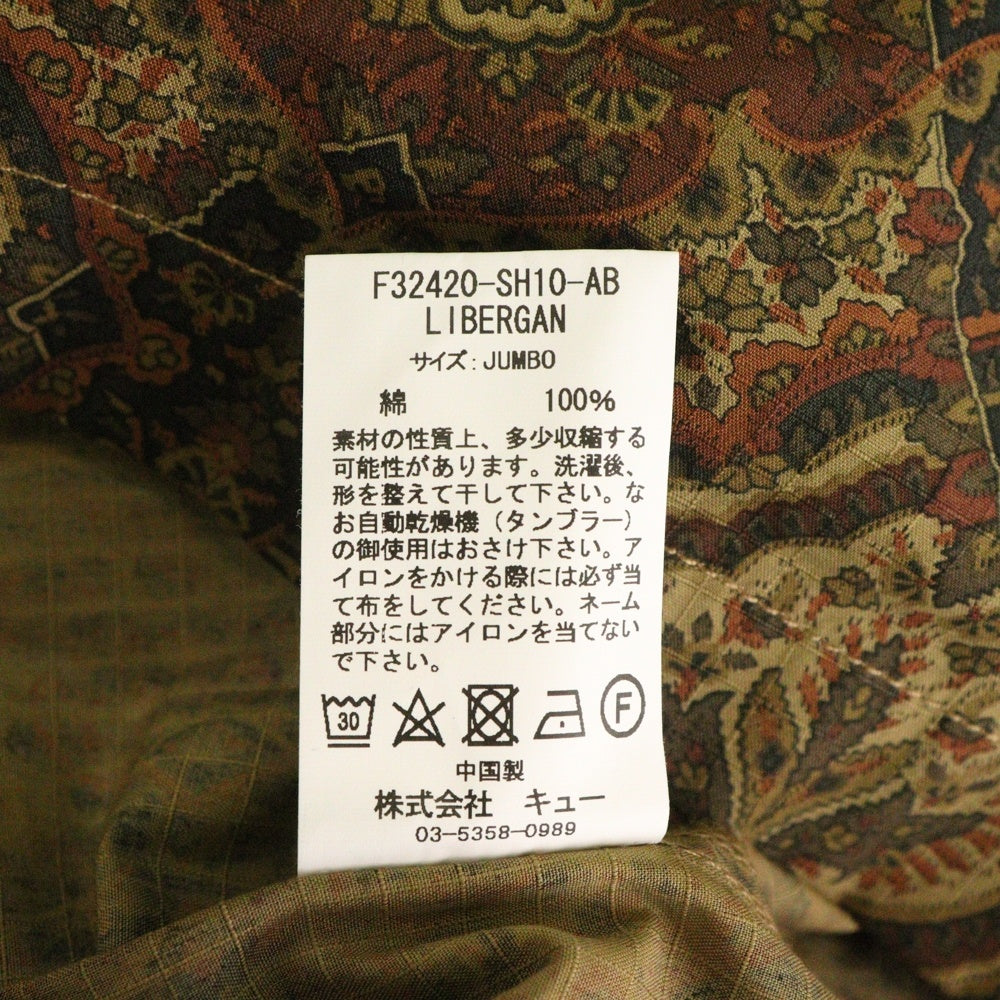 F32420-SH10-AB
LIBERGAN
サイズ：JUMBO
綿 100%
素材の性質上、多少収縮する
可能性があります。洗濯後、
形を整えて干して下さい。な
お自動乾燥機（タンブラー）
の御使用はおさけ下さい。ア
イロンをかける際には必ず当
て布をしてください。ネーム
部分にはアイロンを当てない
で下さい。
30 F
中国製
株式会社 キュー
03-5358-0989